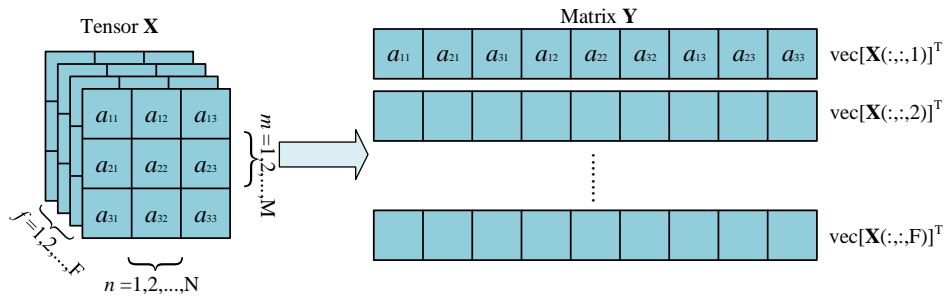 Tensor X
a11 a12 a13
a21 a22 a23
a31 a32 a33
m =1,2,...,M
f =1,2,...,F
n =1,2,...,N
Matrix Y
a11 a21 a31 a12 a22 a32 a13 a23 a33
vec[X(:,:,1)]ᵀ
vec[X(:,:,2)]ᵀ
vec[X(:,:,F)]ᵀ